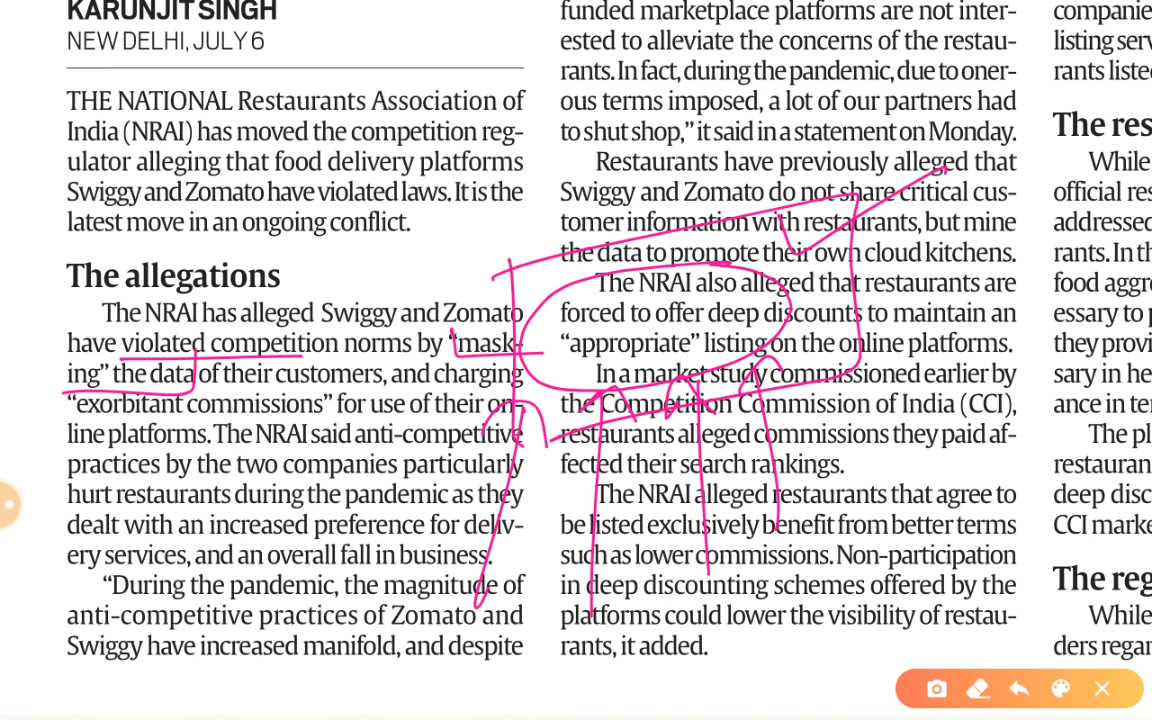 KARUNJIT SINGH
NEW DELHI, JULY 6
THE NATIONAL Restaurants Association of
India (NRAI) has moved the competition reg-
ulator alleging that food delivery platforms
Swiggy and Zomato have violated laws. It is the
latest move in an ongoing conflict.
The allegations
The NRAI has alleged Swiggy and Zomato
have violated competition norms by “mask-
ing” the data of their customers, and charging
“exorbitant commissions” for use of their on-
line platforms. The NRAI said anti-competitive
practices by the two companies particularly
hurt restaurants during the pandemic as they
dealt with an increased preference for deliv-
ery services, and an overall fall in business.
“During the pandemic, the magnitude of
anti-competitive practices of Zomato and
Swiggy have increased manifold, and despite
funded marketplace platforms are not inter-
ested to alleviate the concerns of the restau-
rants. In fact, during the pandemic, due to oner-
ous terms imposed, a lot of our partners had
to shut shop,” it said in a statement on Monday.
Restaurants have previously alleged that
Swiggy and Zomato do not share critical cus-
tomer information with restaurants, but mine
the data to promote their own cloud kitchens.
The NRAI also alleged that restaurants are
forced to offer deep discounts to maintain an
“appropriate” listing on the online platforms.
In a market study commissioned earlier by
the Competition Commission of India (CCI),
restaurants alleged commissions they paid af-
fected their search rankings.
The NRAI alleged restaurants that agree to
be listed exclusively benefit from better terms
such as lower commissions. Non-participation
in deep discounting schemes offered by the
platforms could lower the visibility of restau-
rants, it added.
companie
listing serv
rants liste
The res
While
official res
addressed
rants. In th
food aggr
essary to p
they provi
sary in he
ance in ter
The pl
restauran
deep disc
CCI marke
The reg
While
ders regar